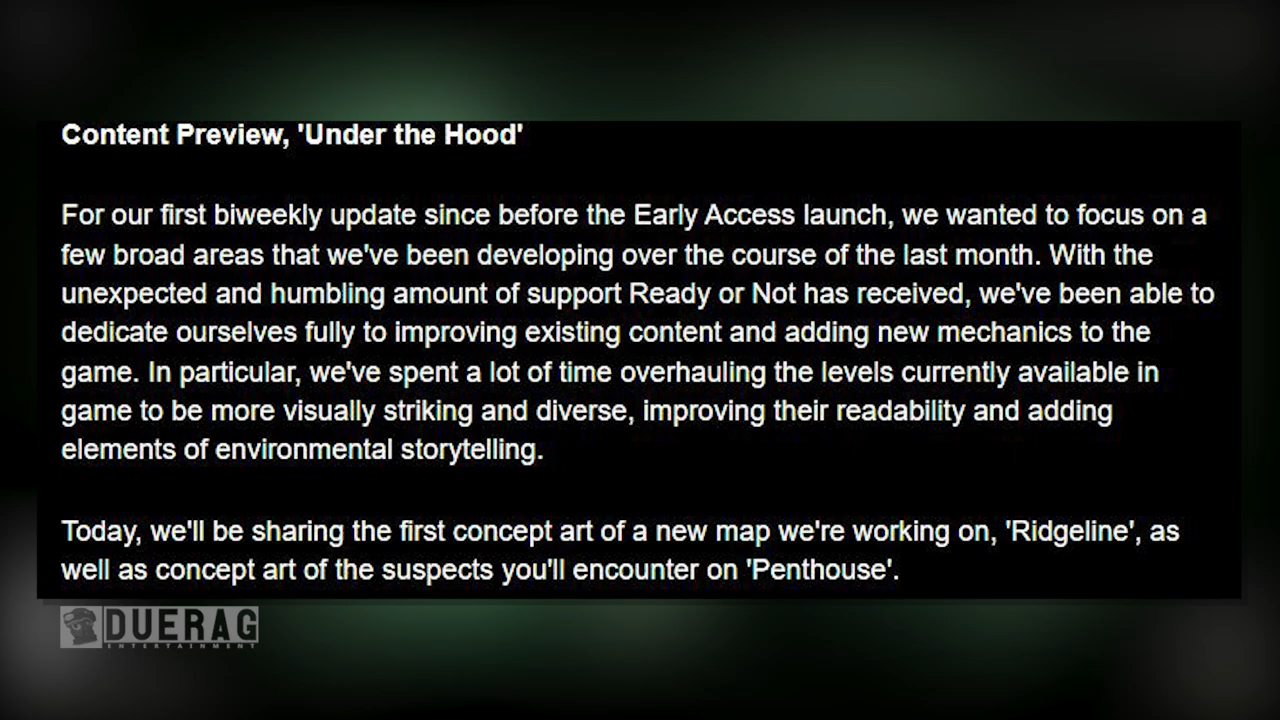 Content Preview, 'Under the Hood'
For our first biweekly update since before the Early Access launch, we wanted to focus on a
few broad areas that we've been developing over the course of the last month. With the
unexpected and humbling amount of support Ready or Not has received, we've been able to
dedicate ourselves fully to improving existing content and adding new mechanics to the
game. In particular, we've spent a lot of time overhauling the levels currently available in
game to be more visually striking and diverse, improving their readability and adding
elements of environmental storytelling.
Today, we'll be sharing the first concept art of a new map we're working on, 'Ridgeline', as
well as concept art of the suspects you'll encounter on 'Penthouse'.
DUERAG
ENTERTAINMENT